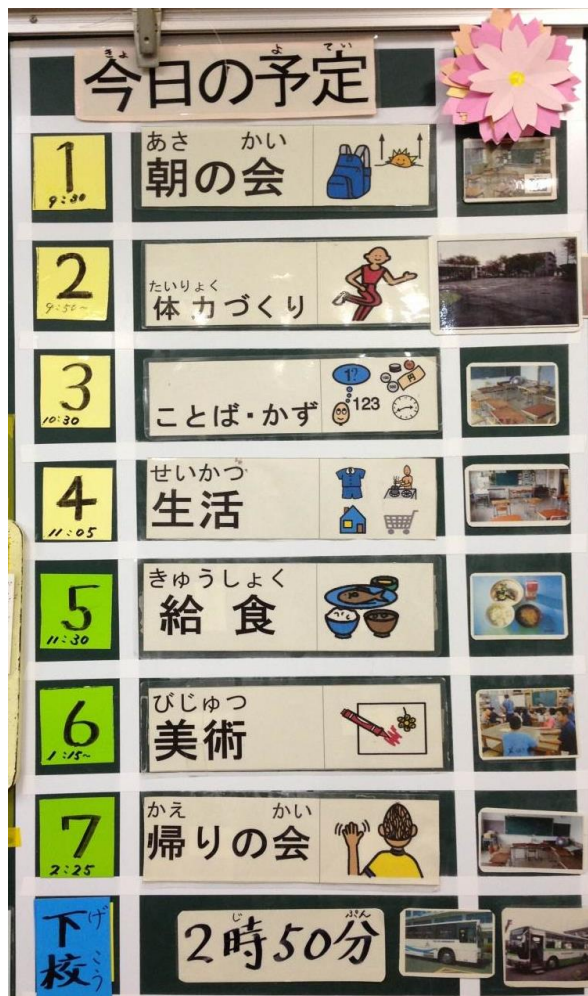 きょ よ てい
今日の予定
1
9:30
あさ かい
朝の会
2
9:50~
たいりょく
体力づくり
3
10:30
ことば・かず
1?
円
123
4
11:05
せいかつ
生活
5
11:30
きゅうしょく
給食
6
1:15~
びじゅつ
美術
7
2:25
かえ かい
帰りの会
げこう
下校
じ ぷん
2時50分